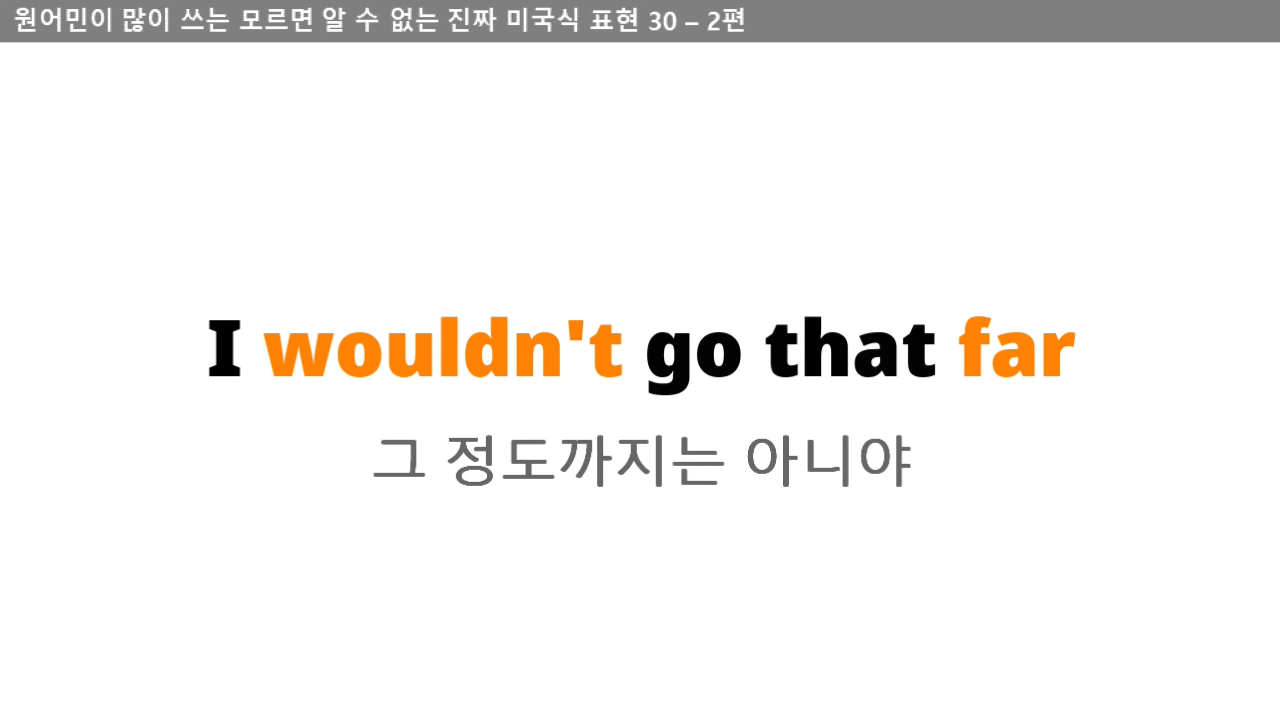 원어민이 많이 쓰는 모르면 알 수 없는 진짜 미국식 표현 30 – 2편
I wouldn't go that far
그 정도까지는 아니야